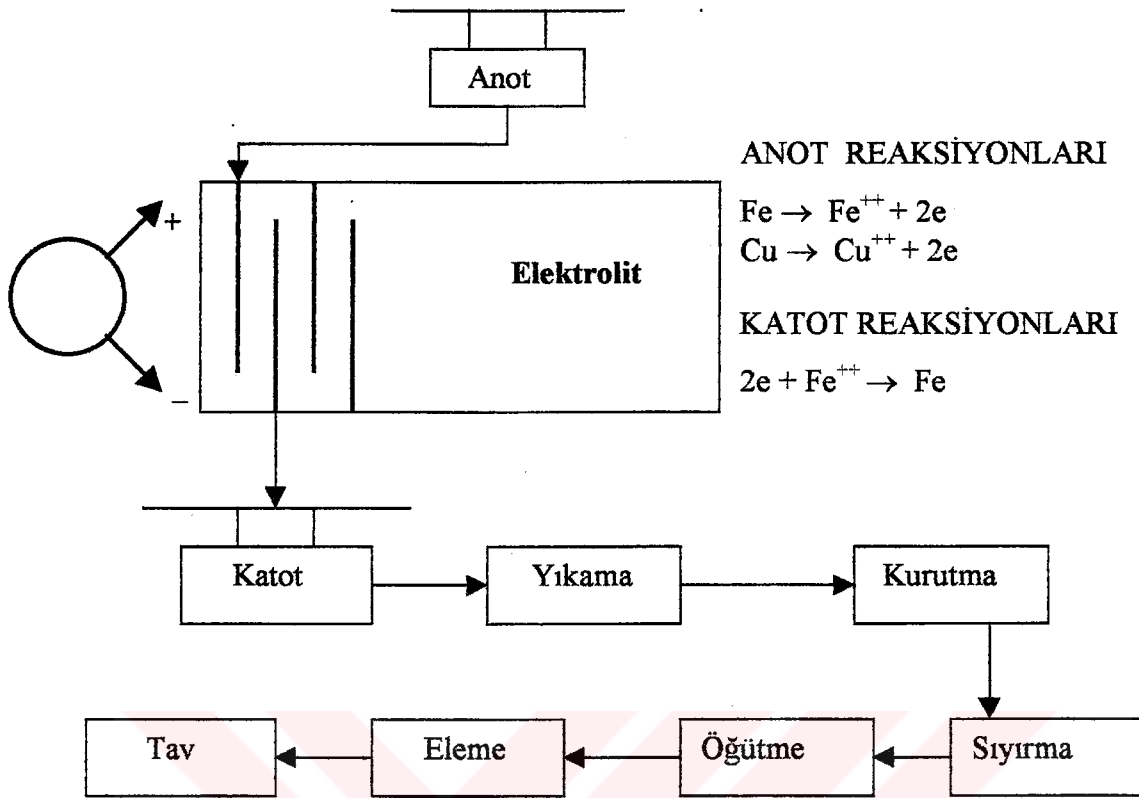 Anot
ANOT REAKSİYONLARI
Fe → Fe⁺⁺ + 2e
Cu → Cu⁺⁺ + 2e
+
Elektrolit
KATOT REAKSİYONLARI
2e + Fe⁺⁺ → Fe
–
Katot
Yıkama
Kurutma
Tav
Eleme
Öğütme
Sıyırma